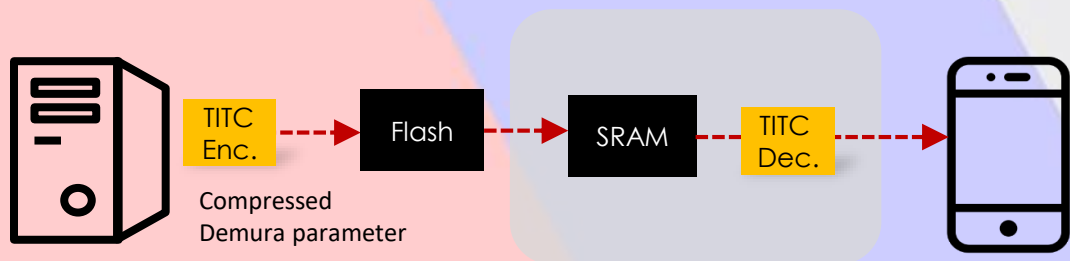 TITC
Enc.
Flash
SRAM
TITC
Dec.
Compressed
Demura parameter